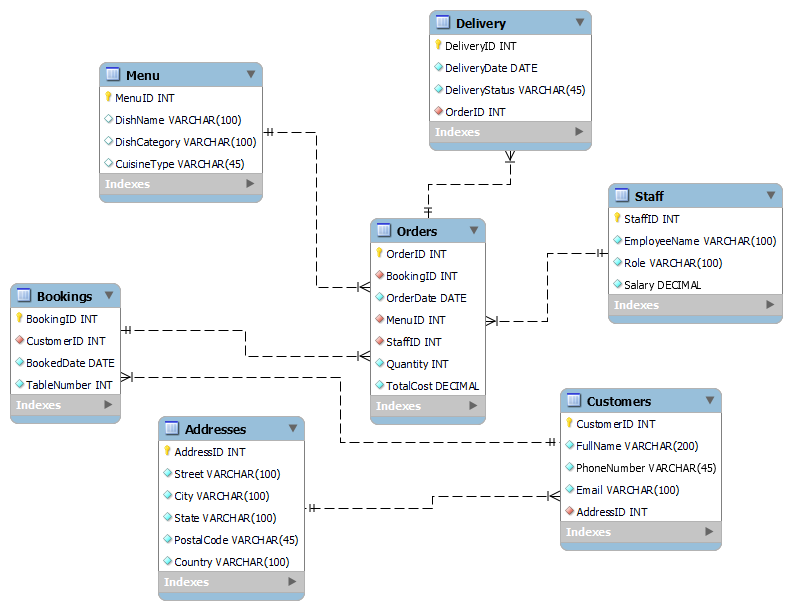 Delivery
DeliveryID INT
DeliveryDate DATE
DeliveryStatus VARCHAR(45)
OrderID INT
Indexes
Menu
MenuID INT
DishName VARCHAR(100)
DishCategory VARCHAR(100)
CuisineType VARCHAR(45)
Indexes
Staff
StaffID INT
EmployeeName VARCHAR(100)
Role VARCHAR(100)
Salary DECIMAL
Indexes
Orders
OrderID INT
BookingID INT
OrderDate DATE
MenuID INT
StaffID INT
Quantity INT
TotalCost DECIMAL
Indexes
Bookings
BookingID INT
CustomerID INT
BookedDate DATE
TableNumber INT
Indexes
Customers
CustomerID INT
FullName VARCHAR(200)
PhoneNumber VARCHAR(45)
Email VARCHAR(100)
AddressID INT
Indexes
Addresses
AddressID INT
Street VARCHAR(100)
City VARCHAR(100)
State VARCHAR(100)
PostalCode VARCHAR(45)
Country VARCHAR(100)
Indexes